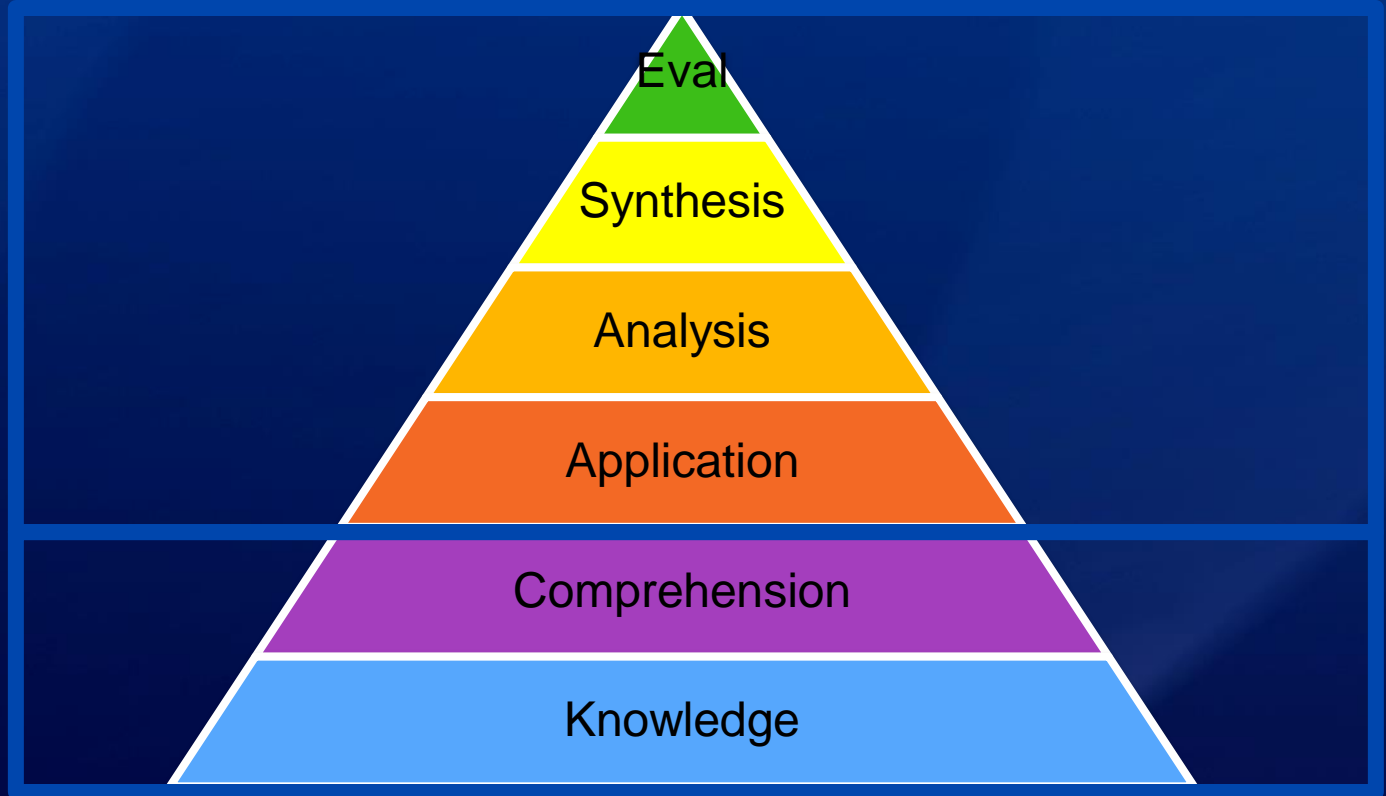 Eval
Synthesis
Analysis
Application
Comprehension
Knowledge